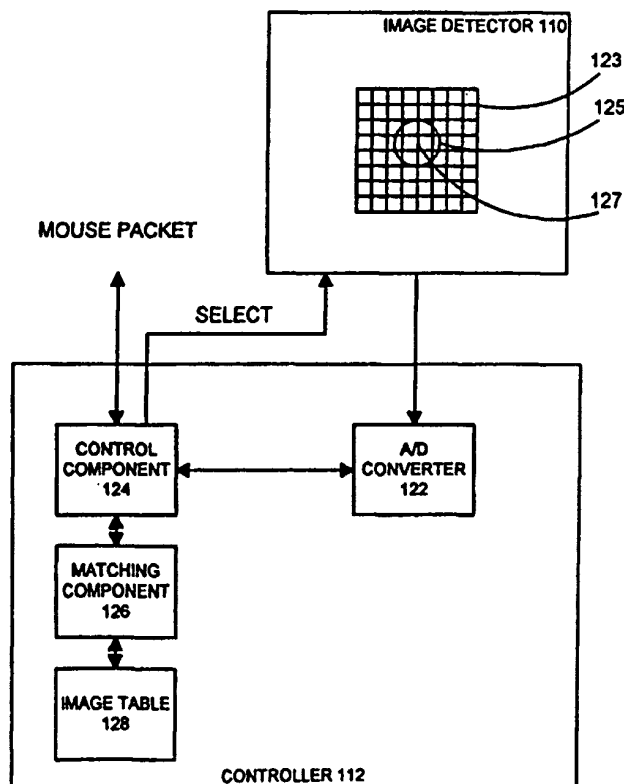 IMAGE DETECTOR 110
123
125
127
MOUSE PACKET
SELECT
CONTROL
COMPONENT
124
A/D
CONVERTER
122
MATCHING
COMPONENT
126
IMAGE TABLE
128
CONTROLLER 112